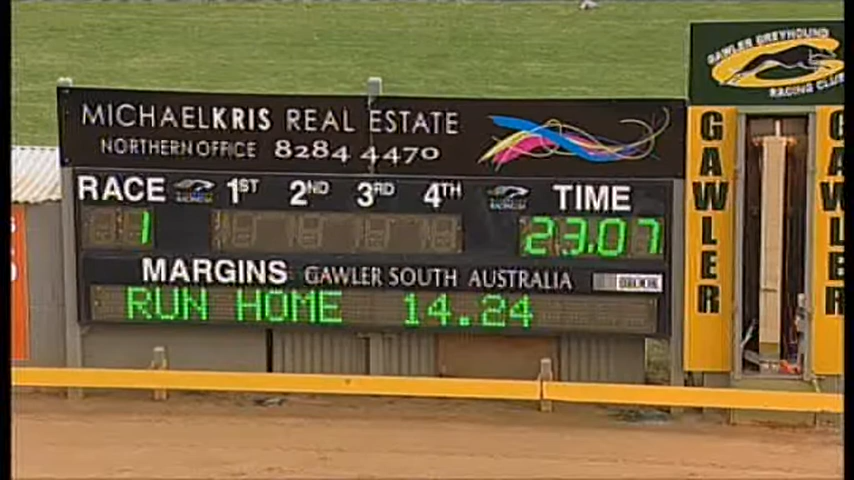 GAWLER GREYHOUND
RACING CLUB
MICHAELKRIS REAL ESTATE
NORTHERN OFFICE 8284 4470
RACE 1ST 2ND 3RD 4TH TIME
1 23.07
MARGINS GAWLER SOUTH AUSTRALIA
RUN HOME 14.24
GAWLER
GAWLER